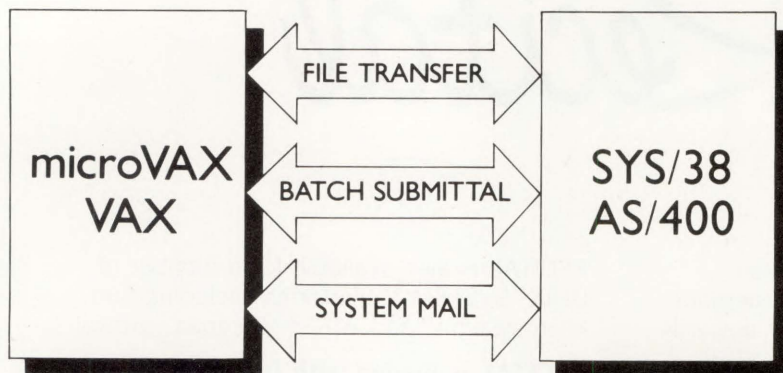 microVAX
VAX
FILE TRANSFER
BATCH SUBMITTAL
SYSTEM MAIL
SYS/38
AS/400